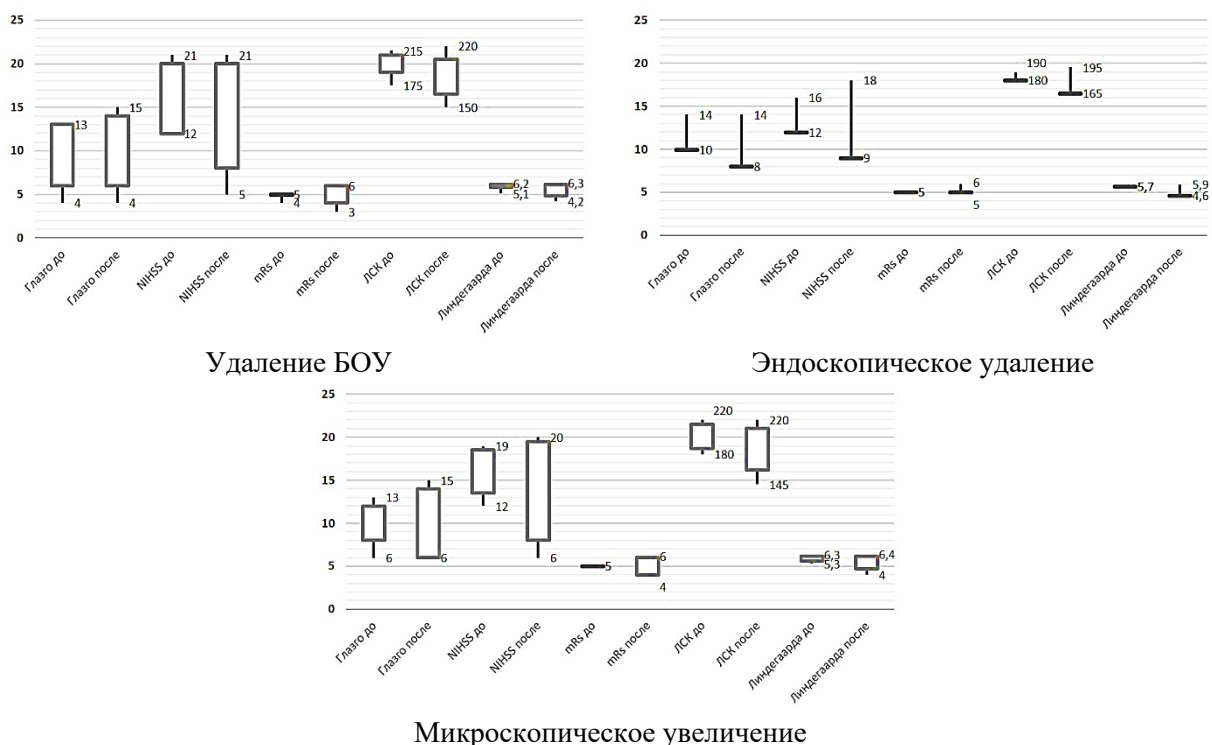 25
20
15
10
5
0
13
4
15
4
21
12
21
5
5
4
6
3
215
175
220
150
6,2
5,1
6,3
4,2
Глазго до
Глазго после
NIHSS до
NIHSS после
mRs до
mRs после
ЛСК до
ЛСК после
Линдегаарда до
Линдегаарда после
Удаление БОУ
25
20
15
10
5
0
14
10
14
8
16
12
18
9
5
6
5
190
180
195
165
5,7
5,9
4,6
Глазго до
Глазго после
NIHSS до
NIHSS после
mRs до
mRs после
ЛСК до
ЛСК после
Линдегаарда до
Линдегаарда после
Эндоскопическое удаление
25
20
15
10
5
0
13
6
15
6
19
12
20
6
5
6
4
220
180
220
145
6,3
5,3
6,4
4
Глазго до
Глазго после
NIHSS до
NIHSS после
mRs до
mRs после
ЛСК до
ЛСК после
Линдегаарда до
Линдегаарда после
Микроскопическое увеличение